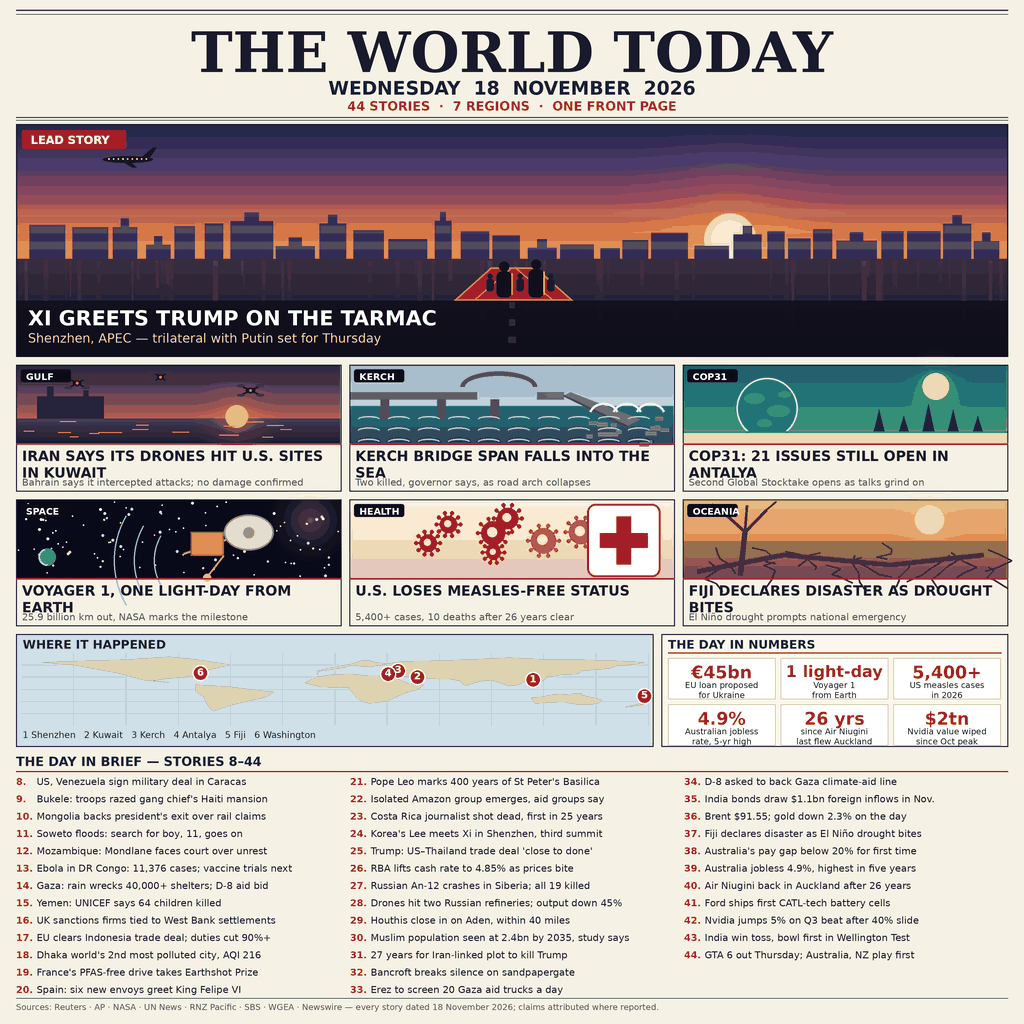 THE WORLD TODAY
WEDNESDAY 18 NOVEMBER 2026
44 STORIES · 7 REGIONS · ONE FRONT PAGE
LEAD STORY
XI GREETS TRUMP ON THE TARMAC
Shenzhen, APEC — trilateral with Putin set for Thursday
GULF
IRAN SAYS ITS DRONES HIT U.S. SITES
IN KUWAIT
Bahrain says it intercepted attacks; no damage confirmed
KERCH
KERCH BRIDGE SPAN FALLS INTO THE
SEA
Two killed, governor says, as road arch collapses
COP31
COP31: 21 ISSUES STILL OPEN IN
ANTALYA
Second Global Stocktake opens as talks grind on
SPACE
VOYAGER 1, ONE LIGHT-DAY FROM
EARTH
25.9 billion km out, NASA marks the milestone
HEALTH
U.S. LOSES MEASLES-FREE STATUS
5,400+ cases, 10 deaths after 26 years clear
OCEANIA
FIJI DECLARES DISASTER AS DROUGHT
BITES
El Niño drought prompts national emergency
WHERE IT HAPPENED
6
4
3
2
1
5
1 Shenzhen 2 Kuwait 3 Kerch 4 Antalya 5 Fiji 6 Washington
THE DAY IN NUMBERS
€45bn
EU loan proposed
for Ukraine
1 light-day
Voyager 1
from Earth
5,400+
US measles cases
in 2026
4.9%
Australian jobless
rate, 5-yr high
26 yrs
since Air Niugini
last flew Auckland
$2tn
Nvidia value wiped
since Oct peak
THE DAY IN BRIEF — STORIES 8–44
8. US, Venezuela sign military deal in Caracas
9. Bukele: troops razed gang chief's Haiti mansion
10. Mongolia backs president's exit over rail claims
11. Soweto floods: search for boy, 11, goes on
12. Mozambique: Mondlane faces court over unrest
13. Ebola in DR Congo: 11,376 cases; vaccine trials next
14. Gaza: rain wrecks 40,000+ shelters; D-8 aid bid
15. Yemen: UNICEF says 64 children killed
16. UK sanctions firms tied to West Bank settlements
17. EU clears Indonesia trade deal; duties cut 90%+
18. Dhaka world's 2nd most polluted city, AQI 216
19. France's PFAS-free drive takes Earthshot Prize
20. Spain: six new envoys greet King Felipe VI
21. Pope Leo marks 400 years of St Peter's Basilica
22. Isolated Amazon group emerges, aid groups say
23. Costa Rica journalist shot dead, first in 25 years
24. Korea's Lee meets Xi in Shenzhen, third summit
25. Trump: US–Thailand trade deal 'close to done'
26. RBA lifts cash rate to 4.85% as prices bite
27. Russian An-12 crashes in Siberia; all 19 killed
28. Drones hit two Russian refineries; output down 45%
29. Houthis close in on Aden, within 40 miles
30. Muslim population seen at 2.4bn by 2035, study says
31. 27 years for Iran-linked plot to kill Trump
32. Bancroft breaks silence on sandpapergate
33. Erez to screen 20 Gaza aid trucks a day
34. D-8 asked to back Gaza climate-aid line
35. India bonds draw $1.1bn foreign inflows in Nov.
36. Brent $91.55; gold down 2.3% on the day
37. Fiji declares disaster as El Niño drought bites
38. Australia's pay gap below 20% for first time
39. Australia jobless 4.9%, highest in five years
40. Air Niugini back in Auckland after 26 years
41. Ford ships first CATL-tech battery cells
42. Nvidia jumps 5% on Q3 beat after 40% slide
43. India win toss, bowl first in Wellington Test
44. GTA 6 out Thursday; Australia, NZ play first
Sources: Reuters · AP · NASA · UN News · RNZ Pacific · SBS · WGEA · Newswire — every story dated 18 November 2026; claims attributed where reported.